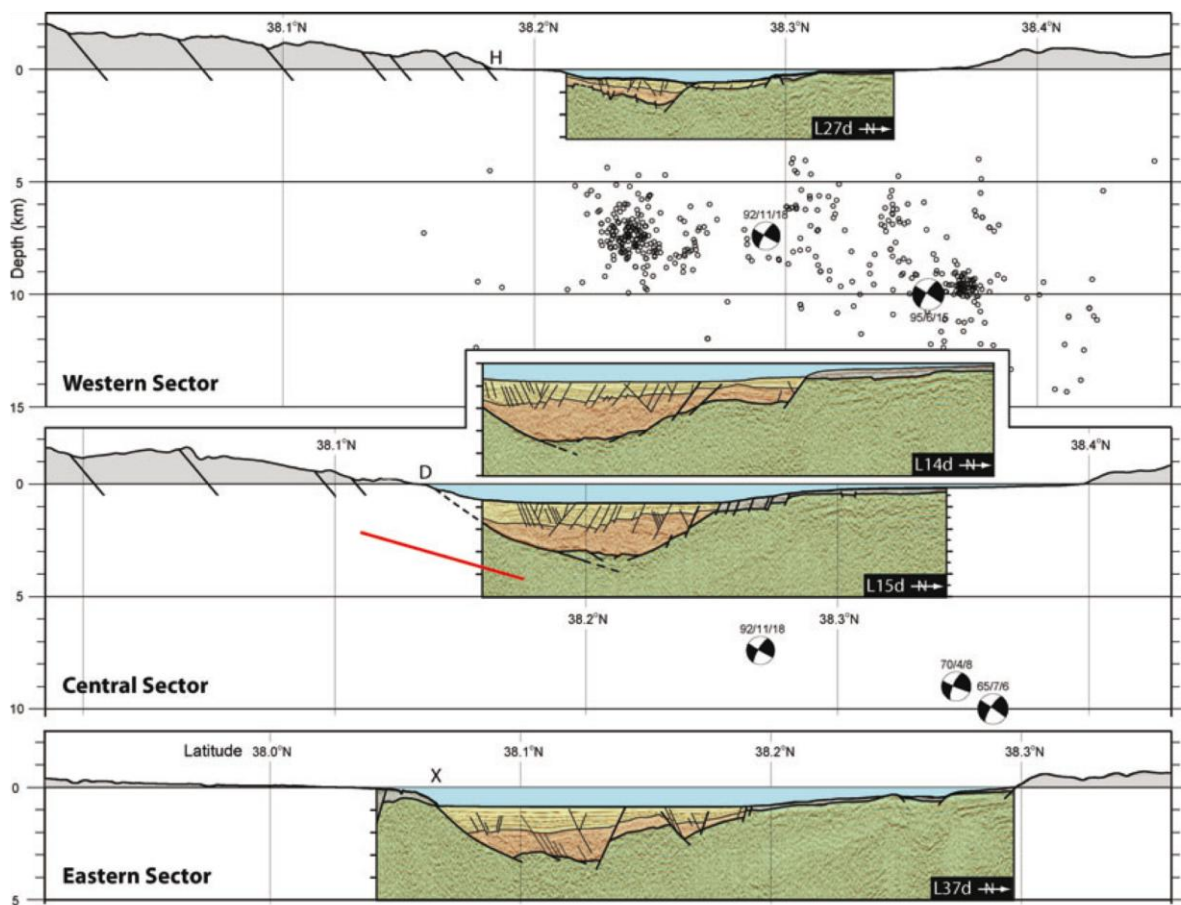 38.1°N 38.2°N 38.3°N 38.4°N
H
0
L27d -N→
5
92/11/18
Depth (km)
10
95/6/15
Western Sector
15
L14d -N→
38.1°N 38.4°N
D
0
L15d -N→
5
38.2°N 38.3°N
92/11/18
70/4/8
65/7/6
Central Sector
10
Latitude 38.0°N 38.1°N 38.2°N 38.3°N
X
0
Eastern Sector
L37d -N→
5